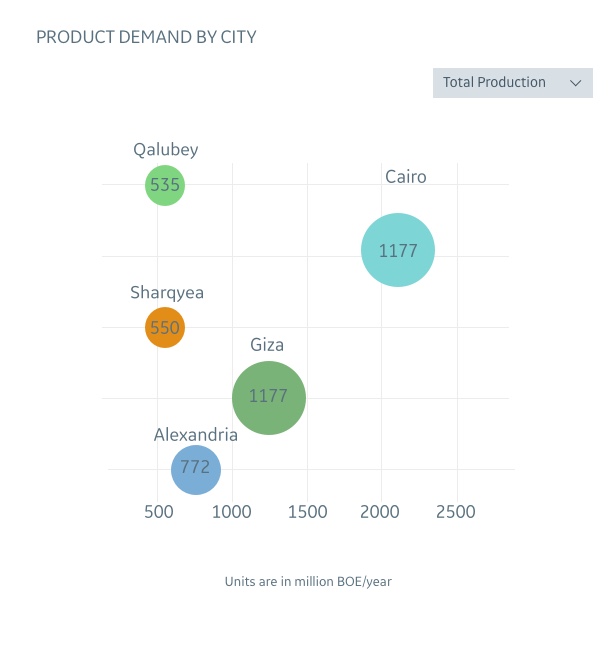 PRODUCT DEMAND BY CITY
Total Production
Qalubey
535
Cairo
1177
Sharqyea
550
Giza
1177
Alexandria
772
500 1000 1500 2000 2500
Units are in million BOE/year